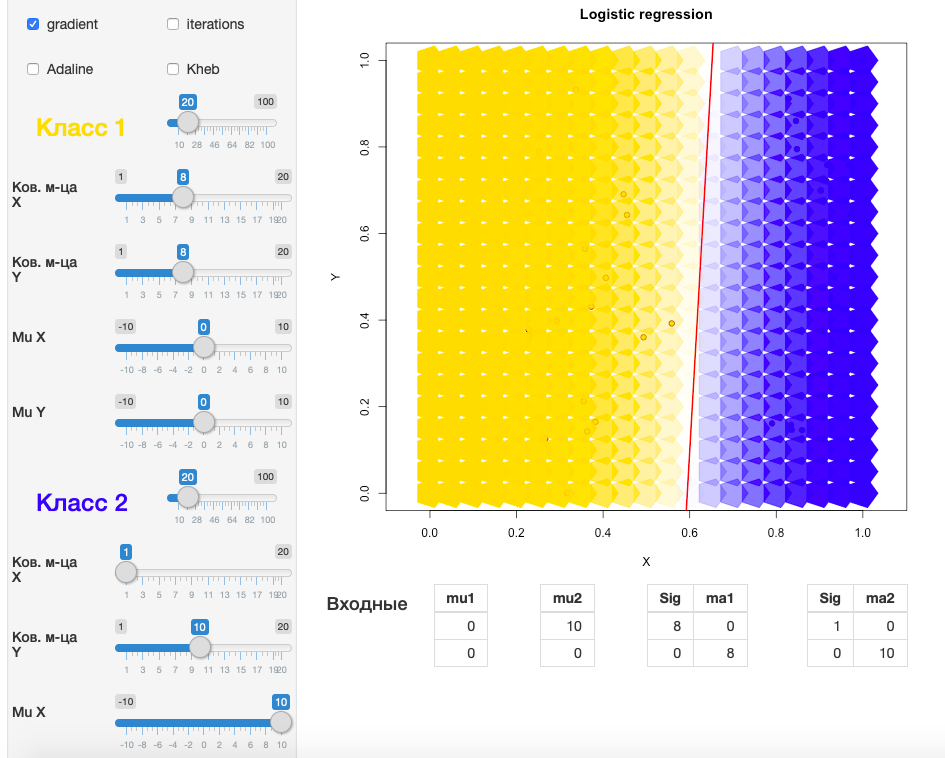 gradient iterations
Adaline Kheb
Класс 1
20 100
10 28 46 64 82 100
Ков. м-ца X
1 8 20
1 3 5 7 9 11 13 15 17 19 20
Ков. м-ца Y
1 8 20
1 3 5 7 9 11 13 15 17 19 20
Mu X
-10 0 10
-10 -8 -6 -4 -2 0 2 4 6 8 10
Mu Y
-10 0 10
-10 -8 -6 -4 -2 0 2 4 6 8 10
Класс 2
20 100
10 28 46 64 82 100
Ков. м-ца X
1 20
1 3 5 7 9 11 13 15 17 19 20
Ков. м-ца Y
1 10 20
1 3 5 7 9 11 13 15 17 19 20
Mu X
-10 10
-10 -8 -6 -4 -2 0 2 4 6 8 10
Logistic regression
1.0
0.8
0.6
0.4
0.2
0.0
Y
0.0 0.2 0.4 0.6 0.8 1.0
X
Входные
mu1 mu2 Sig ma1 Sig ma2
0 10 8 0 1 0
0 0 0 8 0 10